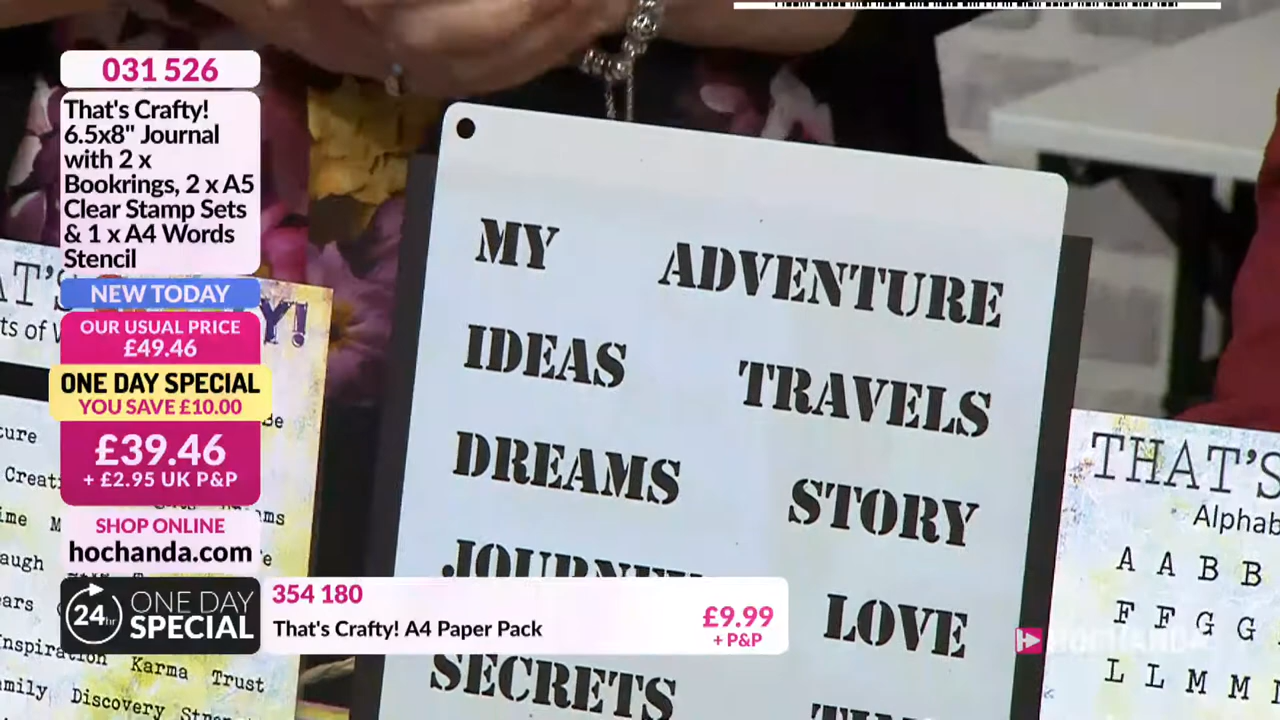 031 526
That's Crafty!
6.5x8" Journal
with 2 x
Bookrings, 2 x A5
Clear Stamp Sets
& 1 x A4 Words
Stencil
NEW TODAY
OUR USUAL PRICE
£49.46
ONE DAY SPECIAL
YOU SAVE £10.00
£39.46
+ £2.95 UK P&P
SHOP ONLINE
hochanda.com
24hr ONE DAY SPECIAL
354 180
That's Crafty! A4 Paper Pack
£9.99
+ P&P
MY ADVENTURE
IDEAS TRAVELS
DREAMS STORY
JOURNEY
LOVE
SECRETS
Be
Karma Trust
Discovery
THAT'S
A A B B
F F G G
L L M M
HOCHANDA